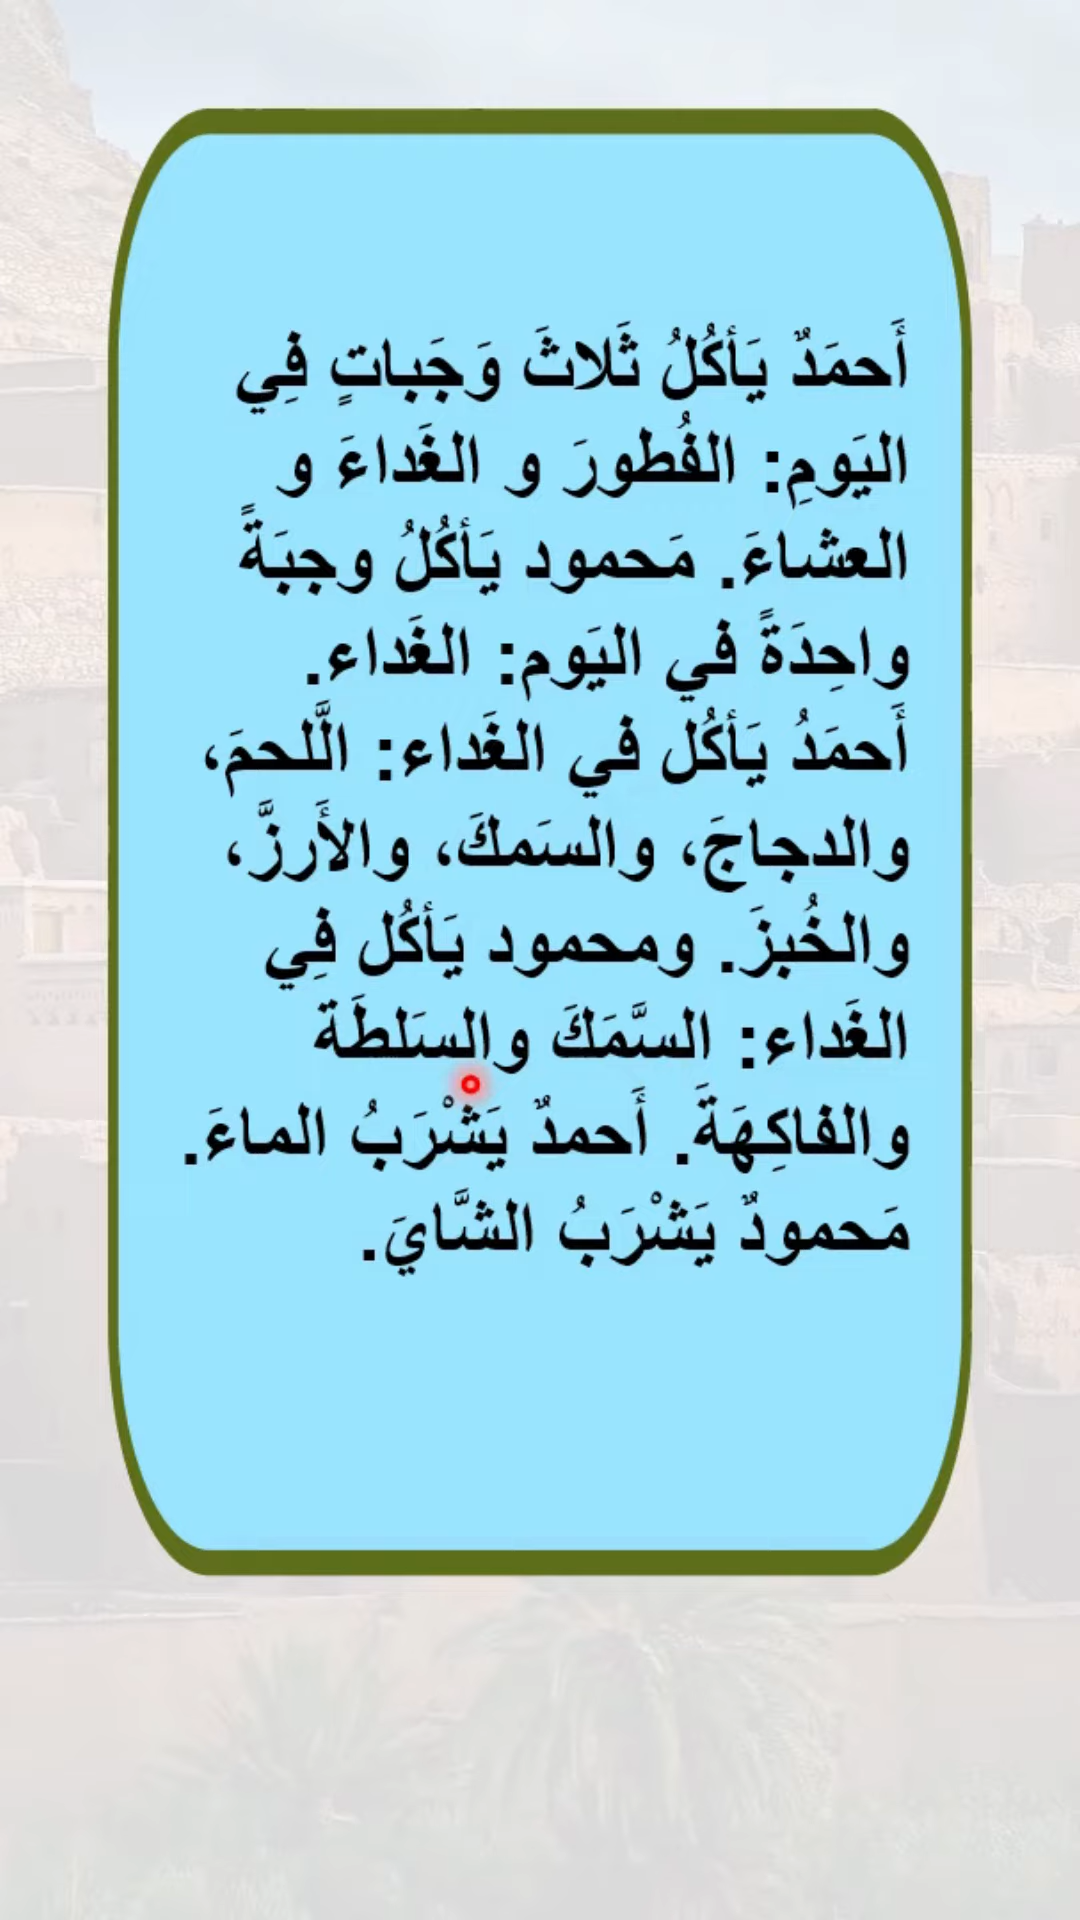 أَحمَدٌ يَأكُلُ ثَلاثَ وَجَباتٍ فِي
اليَومِ: الفُطورَ و الغَداءَ و
العشاءَ. مَحمود يَأكُلُ وجبَةً
واحِدَةً في اليَوم: الغَداء.
أَحمَدُ يَأكُل في الغَداء: الَّلحمَ،
والدجاجَ، والسَمكَ، والأَرزَّ،
والخُبزَ. ومحمود يَأكُل فِي
الغَداء: السَّمَكَ والسَلطَة
والفاكِهَةَ. أَحمدٌ يَشْرَبُ الماءَ.
مَحمودٌ يَشْرَبُ الشَّايَ.